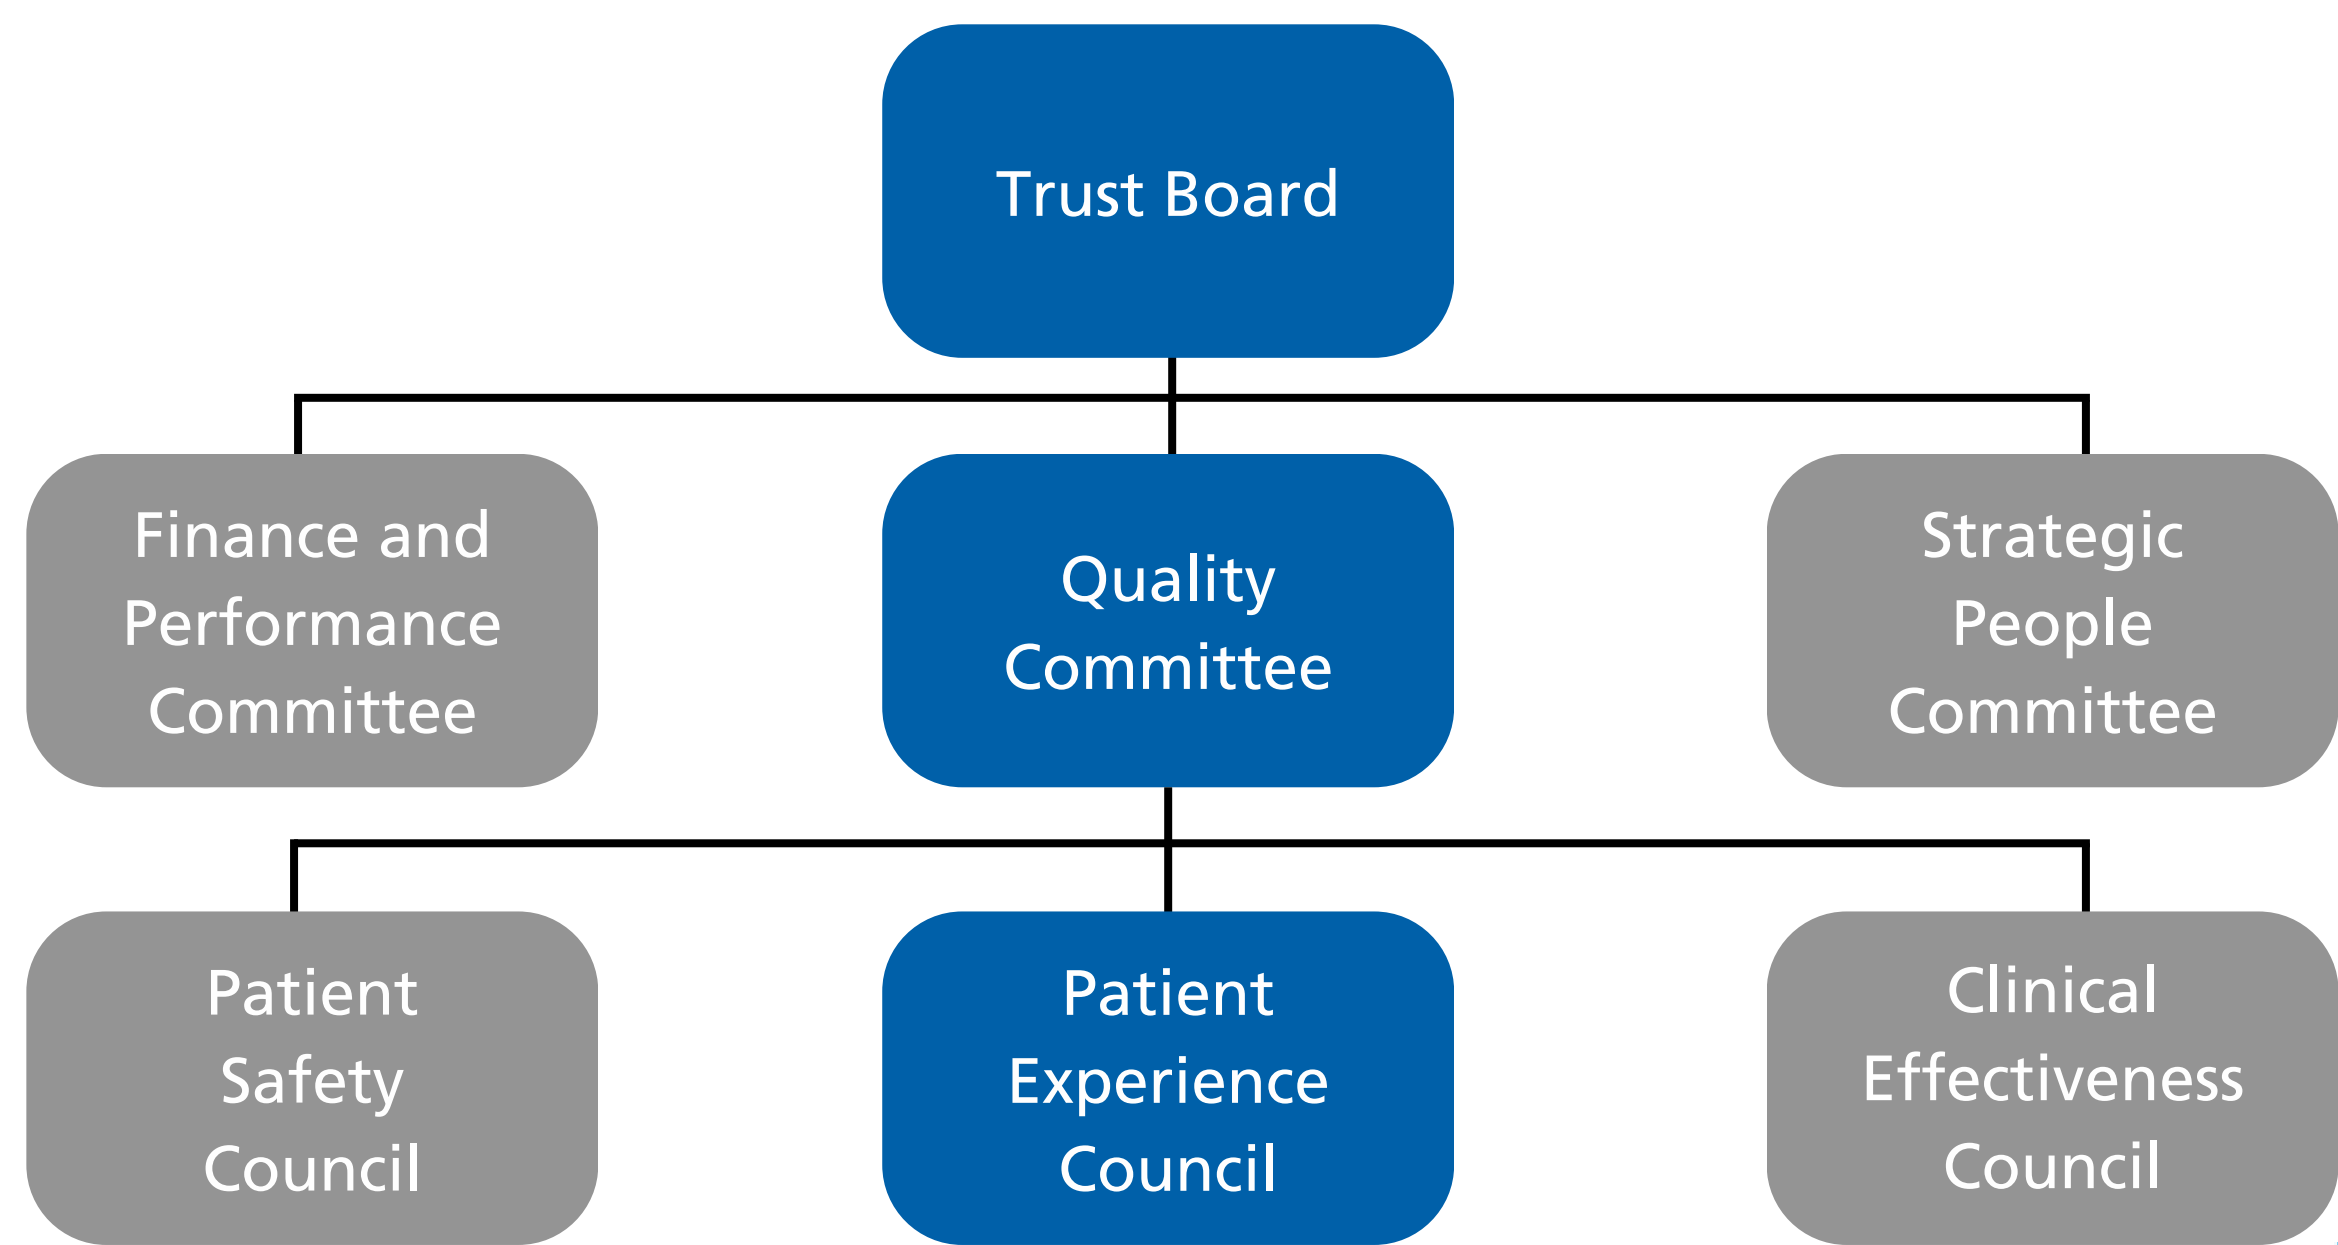 Trust Board
Finance and
Performance
Committee
Quality
Committee
Strategic
People
Committee
Patient
Safety
Council
Patient
Experience
Council
Clinical
Effectiveness
Council